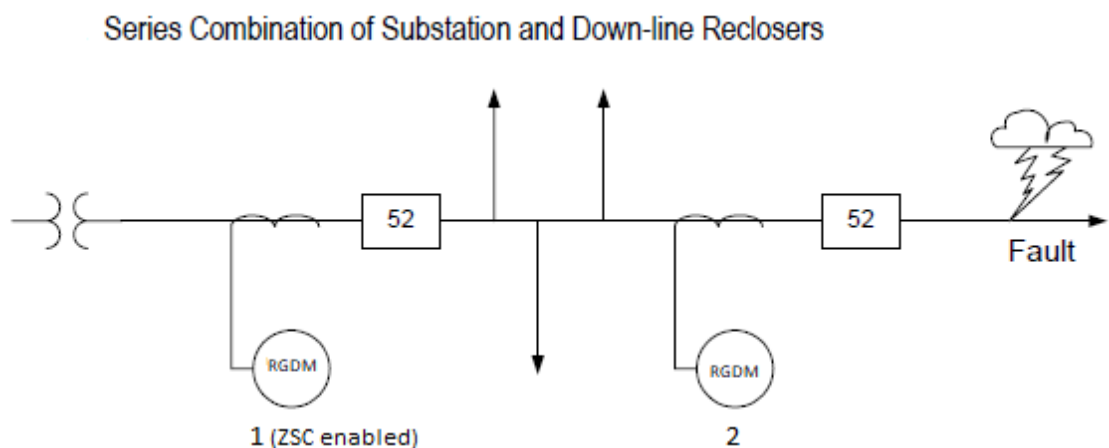 Series Combination of Substation and Down-line Reclosers
52
52
Fault
RGDM
RGDM
1 (ZSC enabled)
2